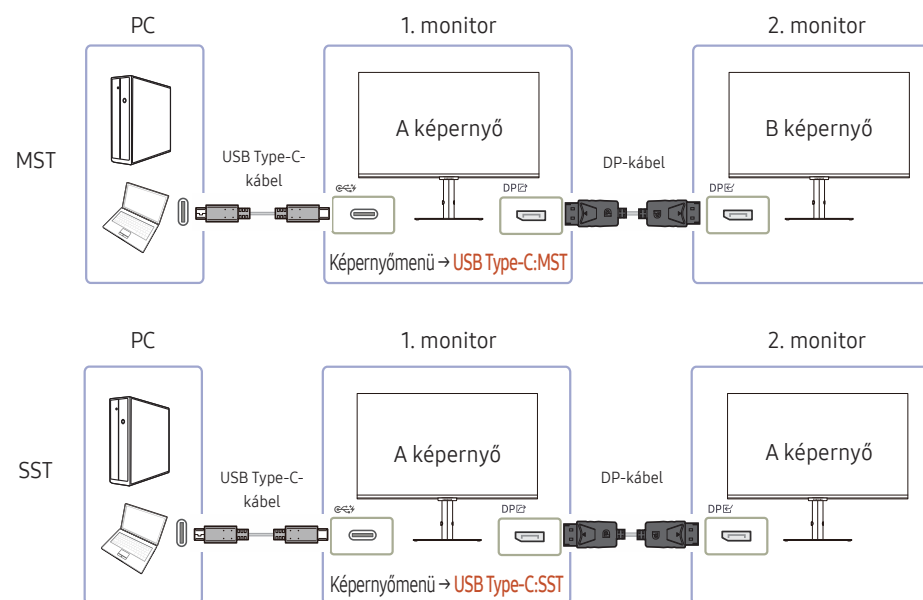 PC
1. monitor
2. monitor
MST
USB Type-C-
kábel
A képernyő
DP
DP-kábel
DP
B képernyő
Képernyőmenü → USB Type-C:MST
PC
1. monitor
2. monitor
SST
USB Type-C-
kábel
A képernyő
DP
DP-kábel
DP
A képernyő
Képernyőmenü → USB Type-C:SST